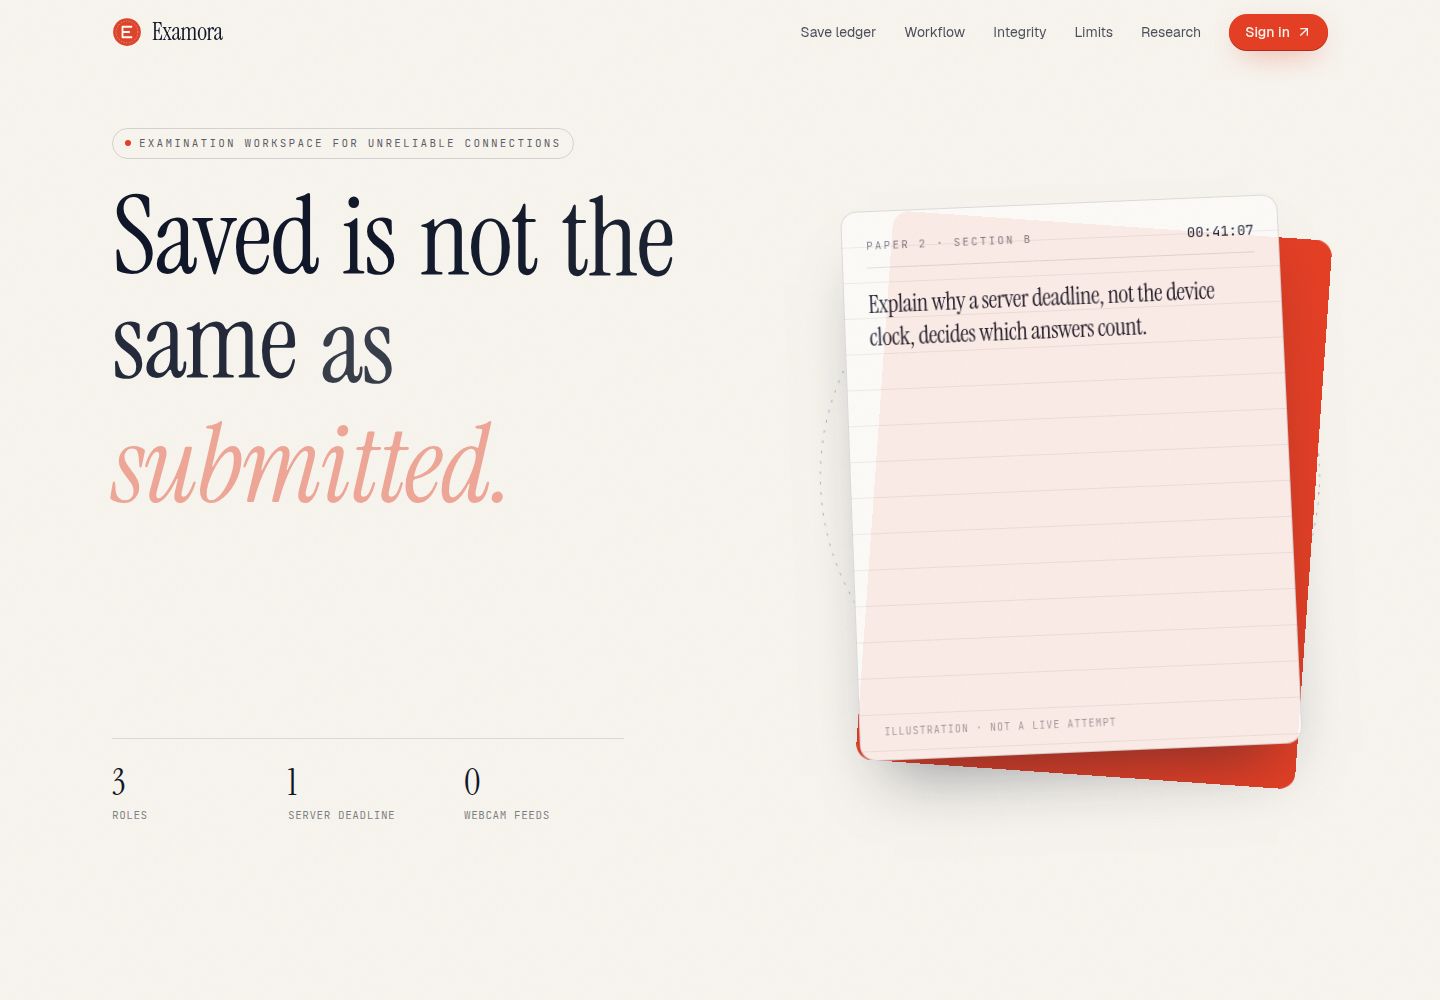 E Examora
Save ledger Workflow Integrity Limits Research Sign in
EXAMINATION WORKSPACE FOR UNRELIABLE CONNECTIONS
Saved is not the
same as
submitted.
PAPER 2 · SECTION B 00:41:07
Explain why a server deadline, not the device
clock, decides which answers count.
ILLUSTRATION · NOT A LIVE ATTEMPT
3 1 0
ROLES SERVER DEADLINE WEBCAM FEEDS